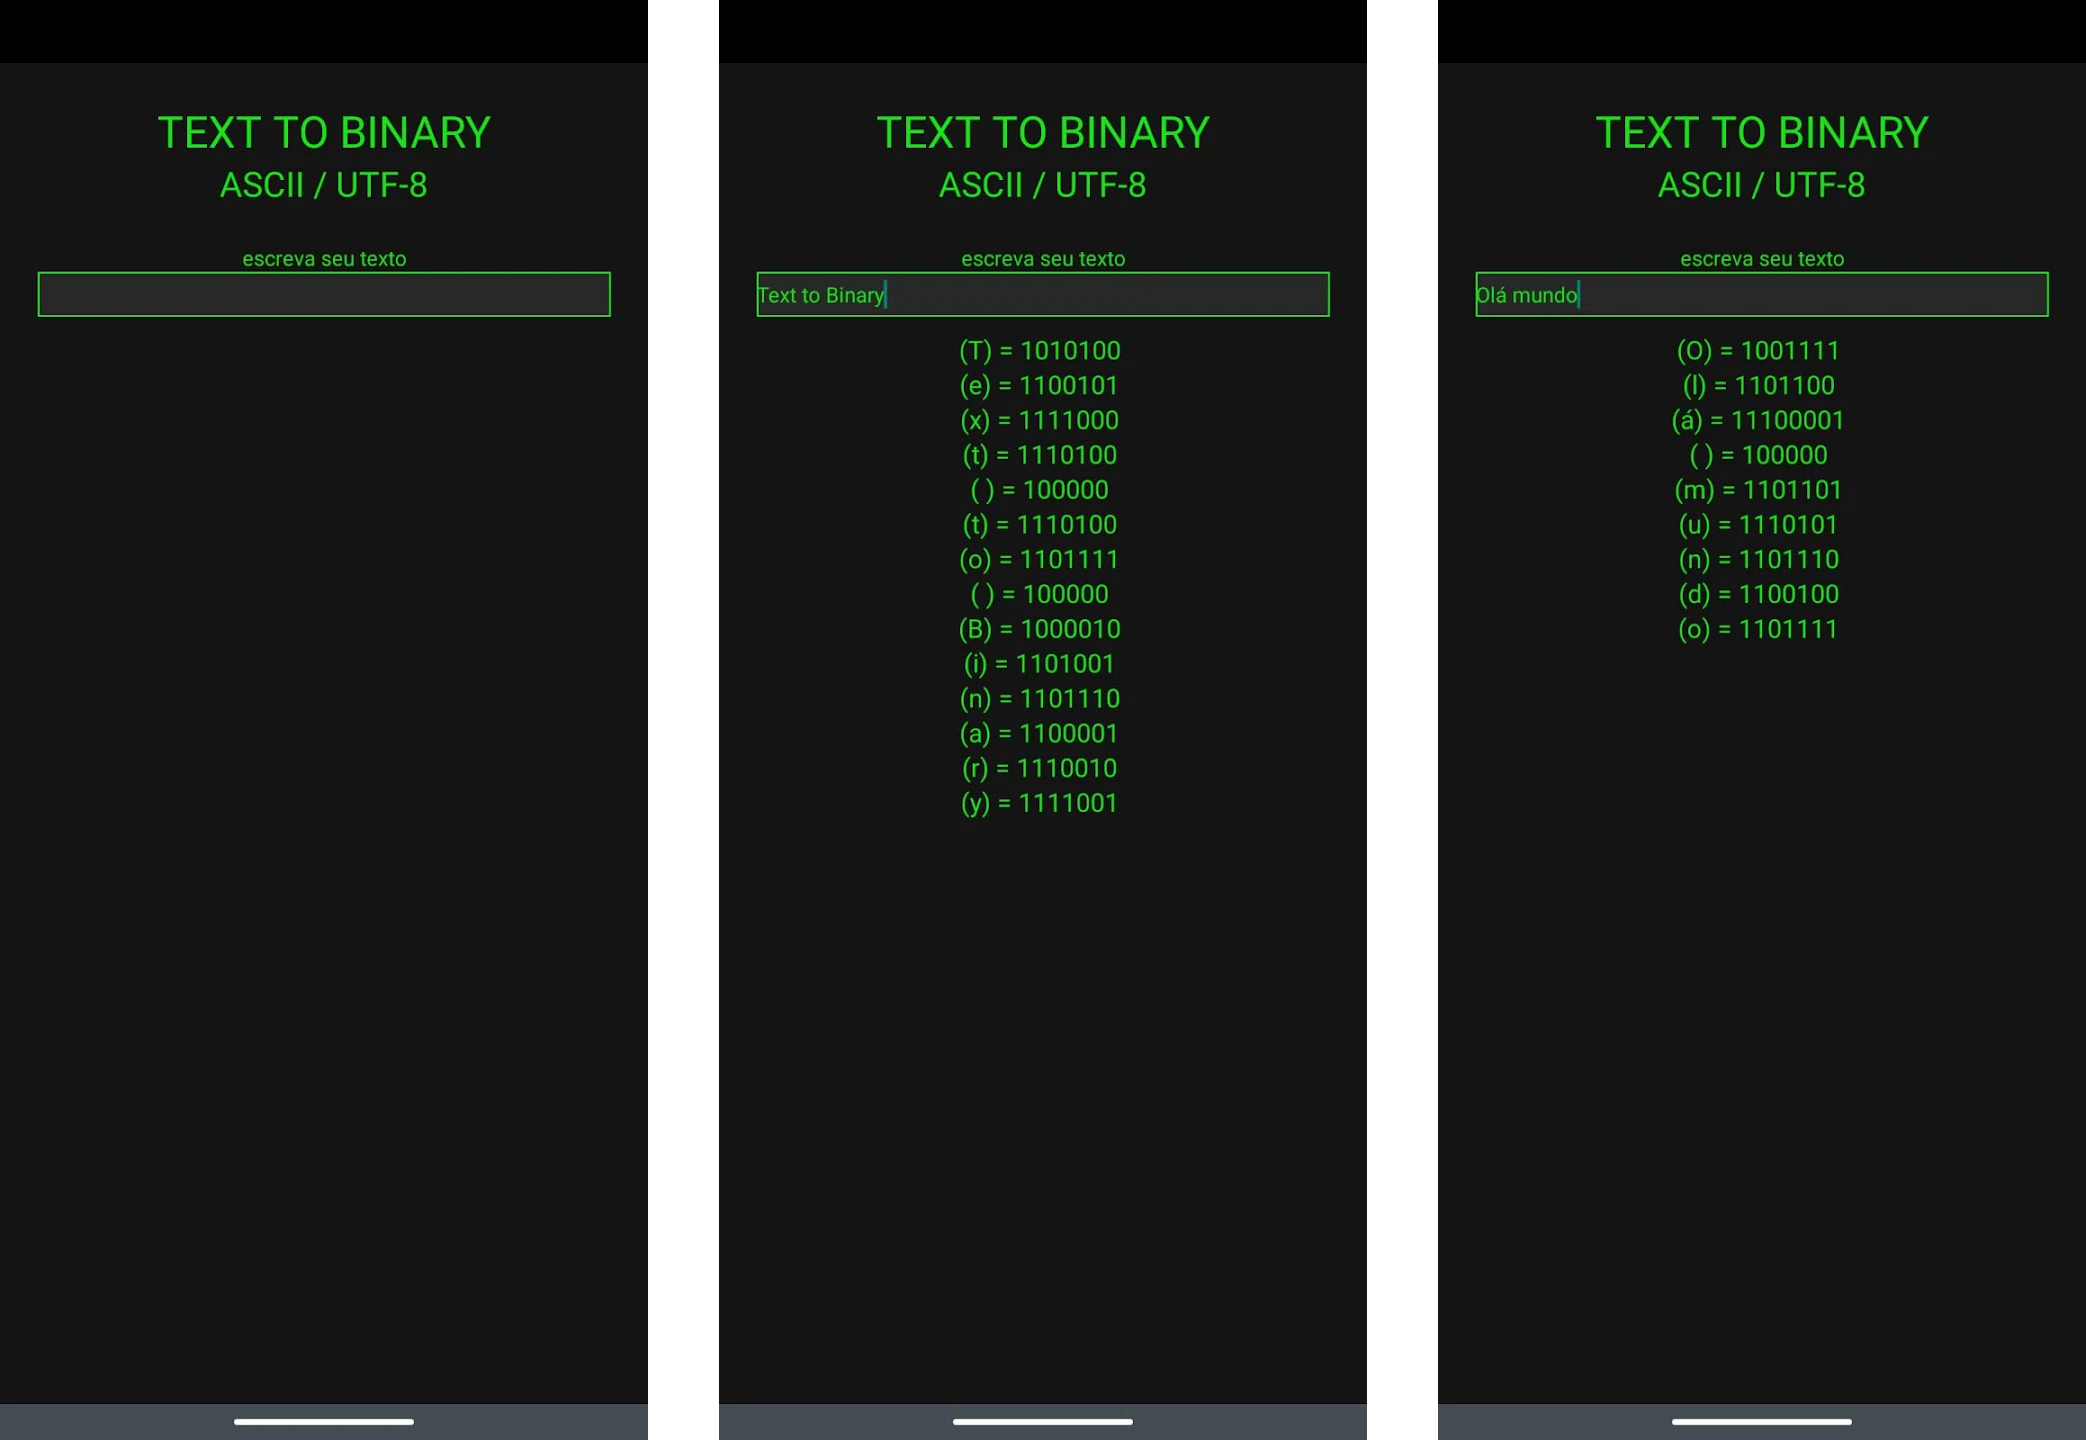 TEXT TO BINARY
ASCII / UTF-8
escreva seu texto
TEXT TO BINARY
ASCII / UTF-8
escreva seu texto
Text to Binary
(T) = 1010100
(e) = 1100101
(x) = 1111000
(t) = 1110100
( ) = 100000
(t) = 1110100
(o) = 1101111
( ) = 100000
(B) = 1000010
(i) = 1101001
(n) = 1101110
(a) = 1100001
(r) = 1110010
(y) = 1111001
TEXT TO BINARY
ASCII / UTF-8
escreva seu texto
Olá mundo
(O) = 1001111
(l) = 1101100
(á) = 11100001
( ) = 100000
(m) = 1101101
(u) = 1110101
(n) = 1101110
(d) = 1100100
(o) = 1101111